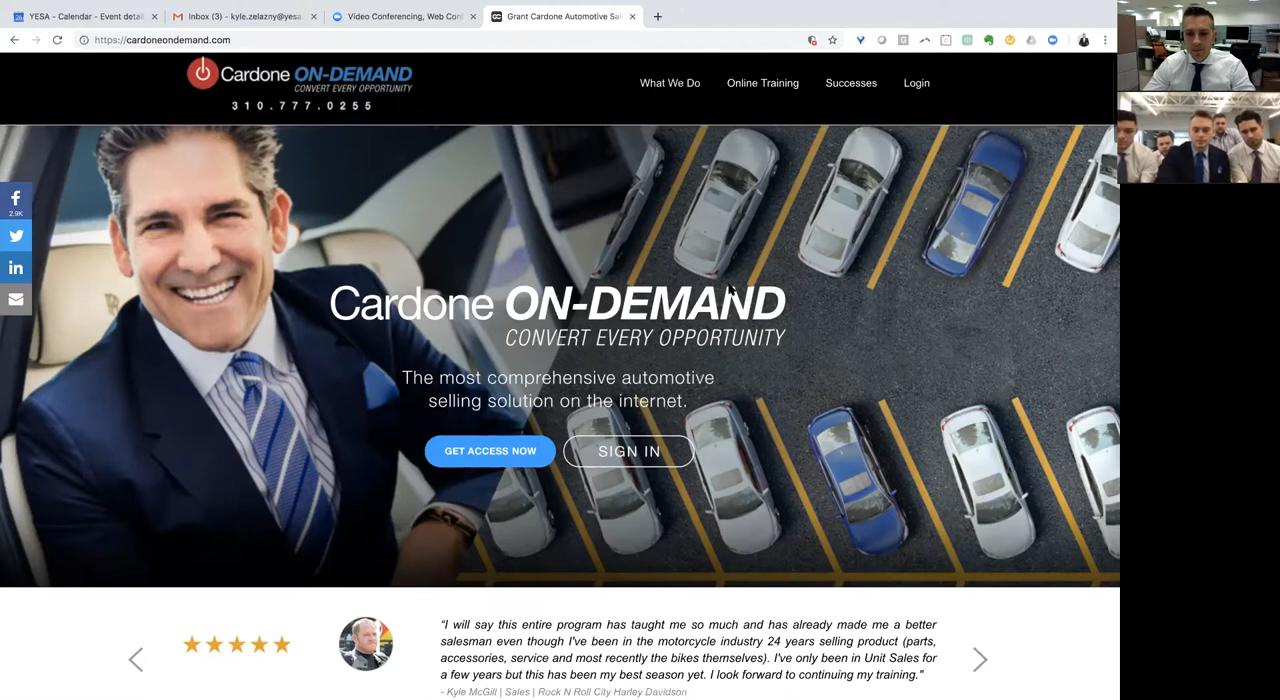 YESA - Calendar - Event detai
Inbox (3) - kyle.zelazny@yesa.
Video Conferencing, Web Conf
Grant Cardone Automotive Sal
https://cardoneondemand.com
Cardone ON-DEMAND
CONVERT EVERY OPPORTUNITY
310.777.0255
What We Do
Online Training
Successes
Login
2.9K
Cardone ON-DEMAND
CONVERT EVERY OPPORTUNITY
The most comprehensive automotive
selling solution on the internet.
GET ACCESS NOW
SIGN IN
“I will say this entire program has taught me so much and has already made me a better
salesman even though I've been in the motorcycle industry 24 years selling product (parts,
accessories, service and most recently the bikes themselves). I've only been in Unit Sales for
a few years but this has been my best season yet. I look forward to continuing my training.”
- Kyle McGill | Sales | Rock N Roll City Harley Davidson